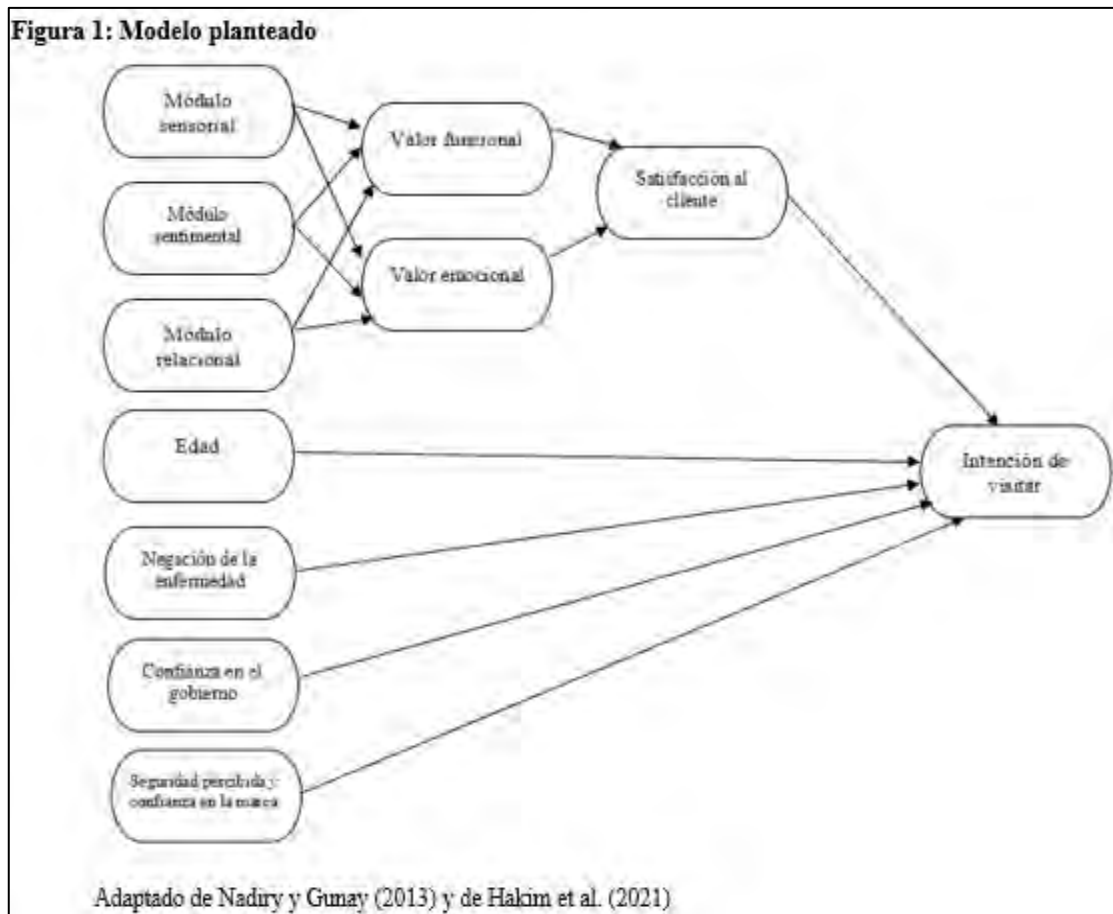 Figura 1: Modelo planteado
Módulo
sensorial
Valor funcional
Satisfacción al
cliente
Módulo
sentimental
Valor emocional
Módulo
relacional
Edad
Intención de
visitar
Negación de la
enfermedad
Confianza en el
gobierno
Seguridad percibida y
confianza en la marca
Adaptado de Nadiry y Gunay (2013) y de Hakim et al. (2021)